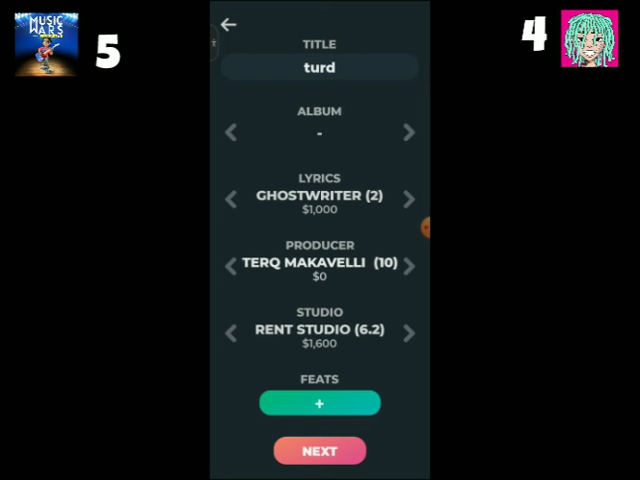 MUSIC
WARS
5
4
TITLE
turd
ALBUM
-
LYRICS
GHOSTWRITER (2)
$1,000
PRODUCER
TERQ MAKAVELLI (10)
$0
STUDIO
RENT STUDIO (6.2)
$1,600
FEATS
+
NEXT